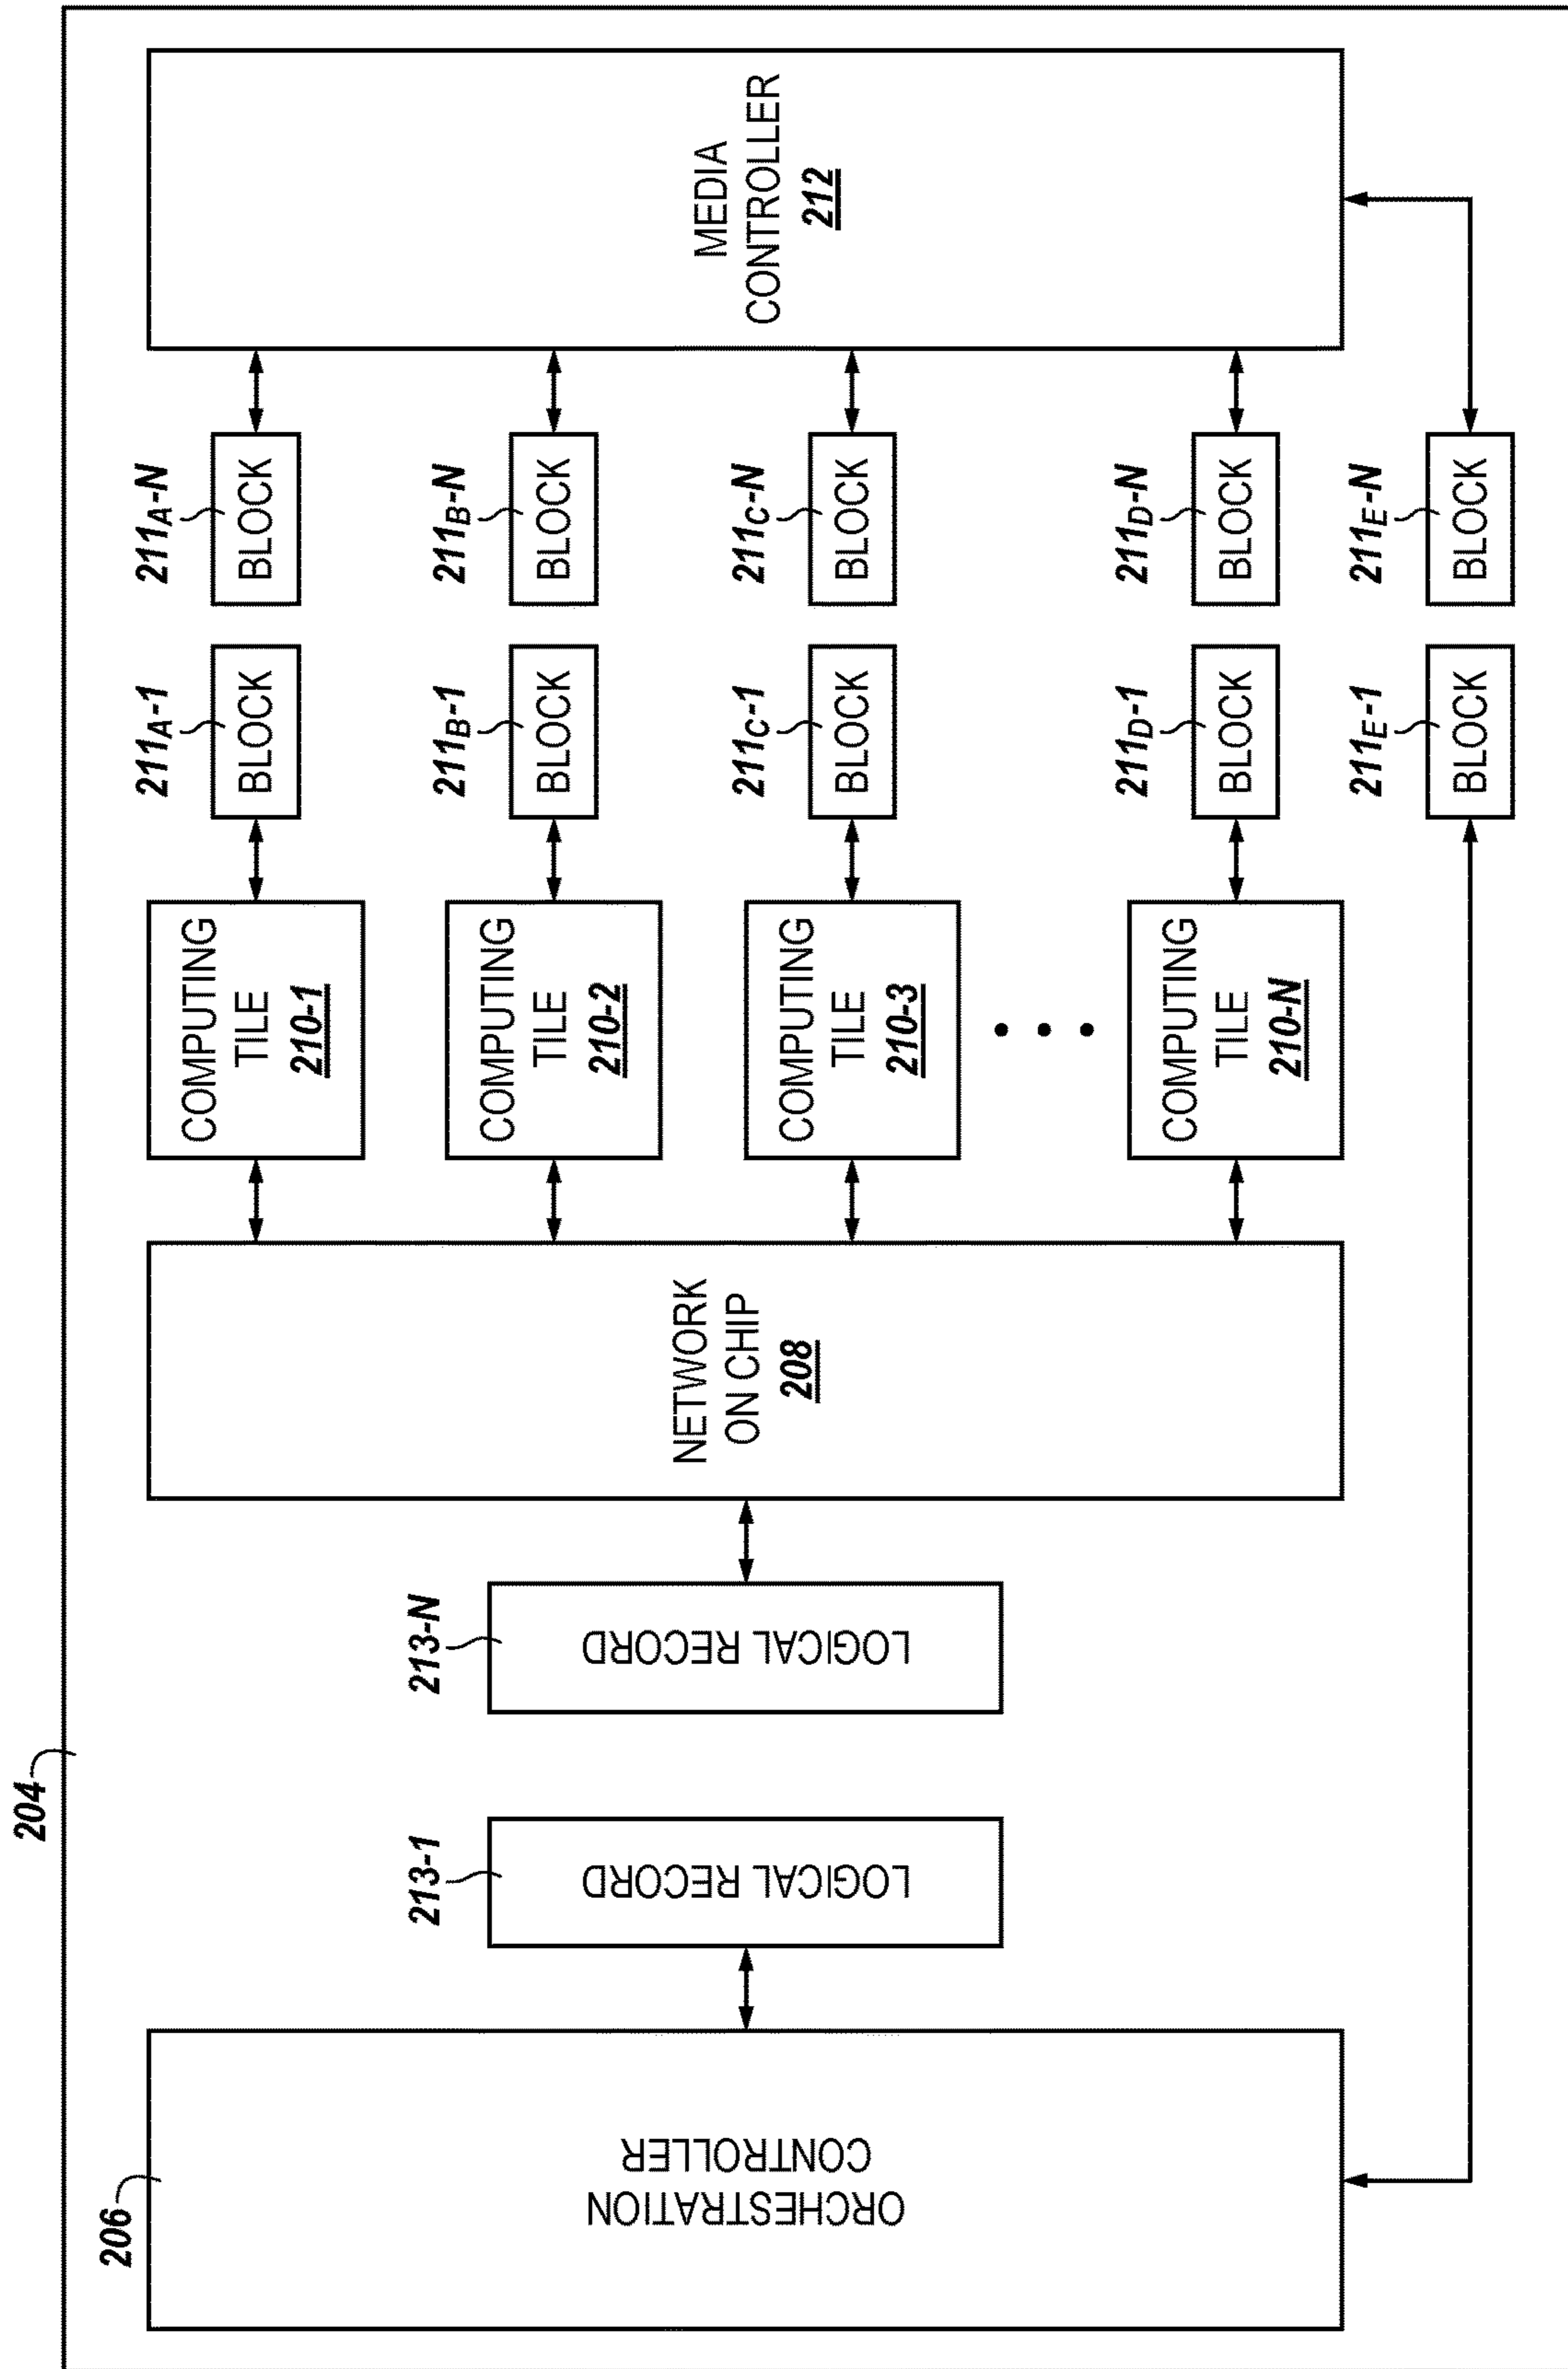 204
206
ORCHESTRATION
CONTROLLER
213-1
LOGICAL RECORD
213-N
LOGICAL RECORD
NETWORK
ON CHIP
208
COMPUTING
TILE
210-1
COMPUTING
TILE
210-2
COMPUTING
TILE
210-3
COMPUTING
TILE
210-N
211A-1
BLOCK
211B-1
BLOCK
211C-1
BLOCK
211D-1
BLOCK
211E-1
BLOCK
211A-N
BLOCK
211B-N
BLOCK
211C-N
BLOCK
211D-N
BLOCK
211E-N
BLOCK
MEDIA
CONTROLLER
212